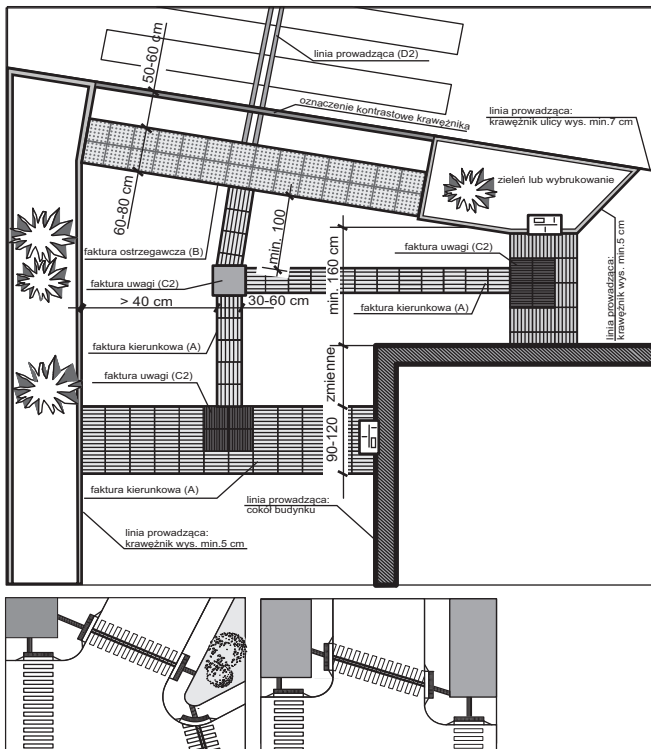 50-60 cm
linia prowadząca (D2)
oznaczenie kontrastowe krawężnika
linia prowadząca:
krawężnik ulicy wys. min.7 cm
zieleń lub wybrukowanie
60-80 cm
min. 100
faktura ostrzegawcza (B)
min. 160 cm
faktura uwagi (C2)
faktura uwagi (C2)
> 40 cm
30-60 cm
faktura kierunkowa (A)
linia prowadząca:
krawężnik wys. min.5 cm
faktura kierunkowa (A)
zmienne
faktura uwagi (C2)
90-120
faktura kierunkowa (A)
linia prowadząca:
cokół budynku
linia prowadząca:
krawężnik wys. min.5 cm